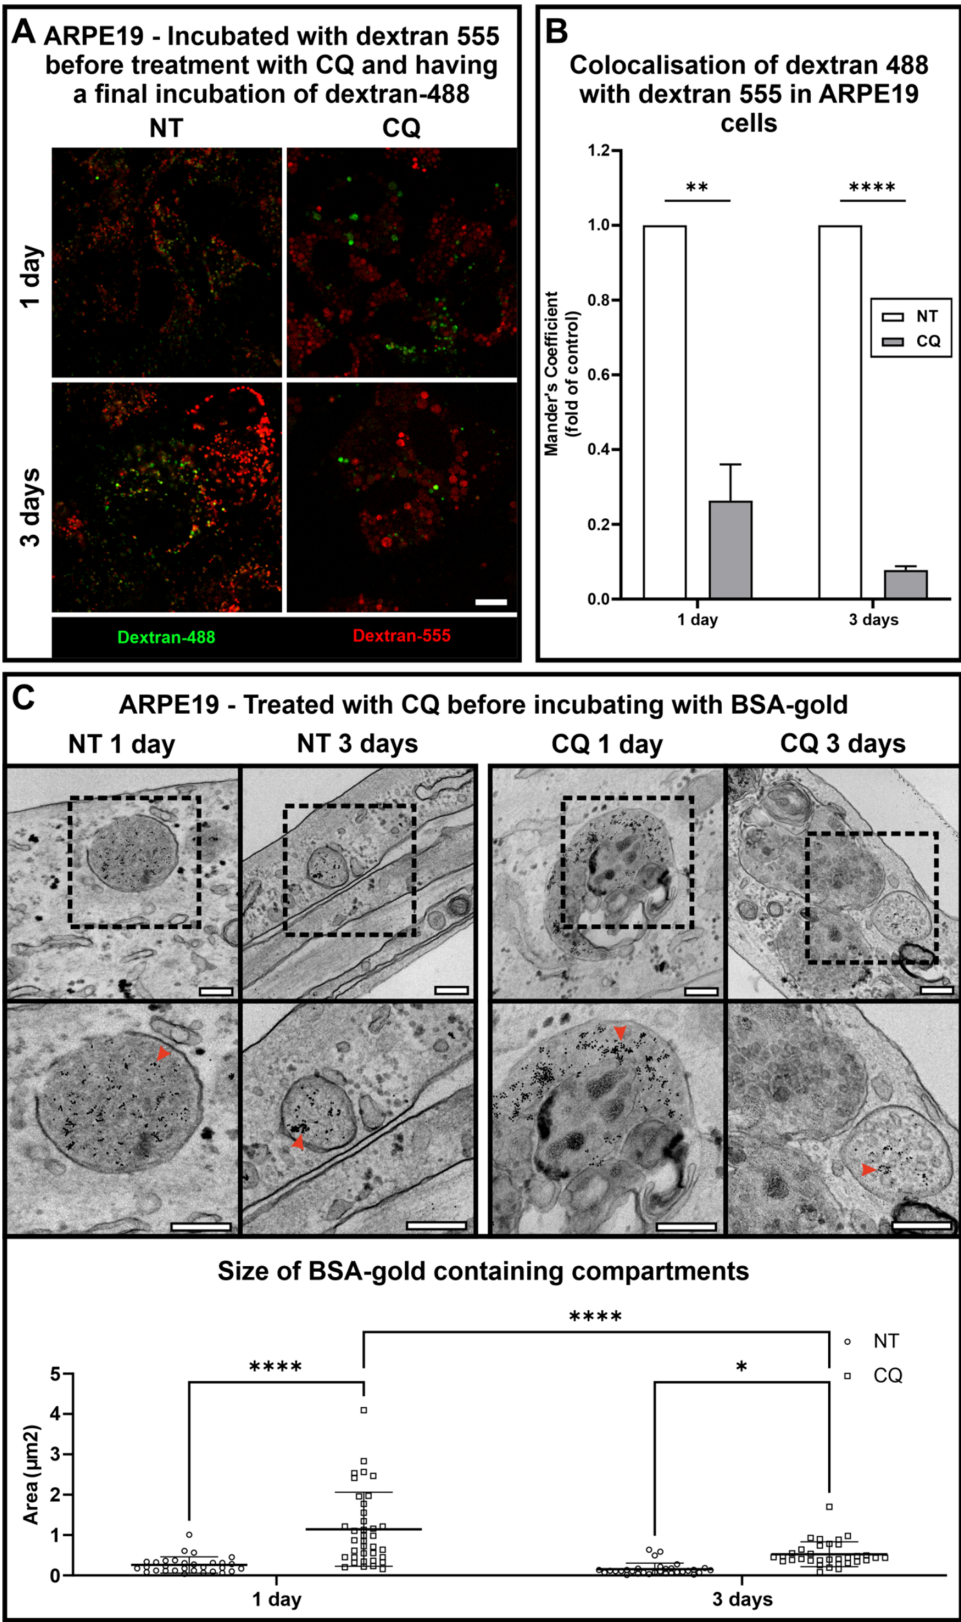 A
ARPE19 - Incubated with dextran 555
before treatment with CQ and having
a final incubation of dextran-488
NT CQ
1 day
3 days
Dextran-488 Dextran-555
B
Colocalisation of dextran 488
with dextran 555 in ARPE19
cells
Mander's Coefficient
(fold of control)
1.2
1.0
0.8
0.6
0.4
0.2
0.0
** ****
NT
CQ
1 day 3 days
C
ARPE19 - Treated with CQ before incubating with BSA-gold
NT 1 day NT 3 days CQ 1 day CQ 3 days
Size of BSA-gold containing compartments
****
**** *
NT
CQ
Area (µm2)
5
4
3
2
1
0
1 day 3 days